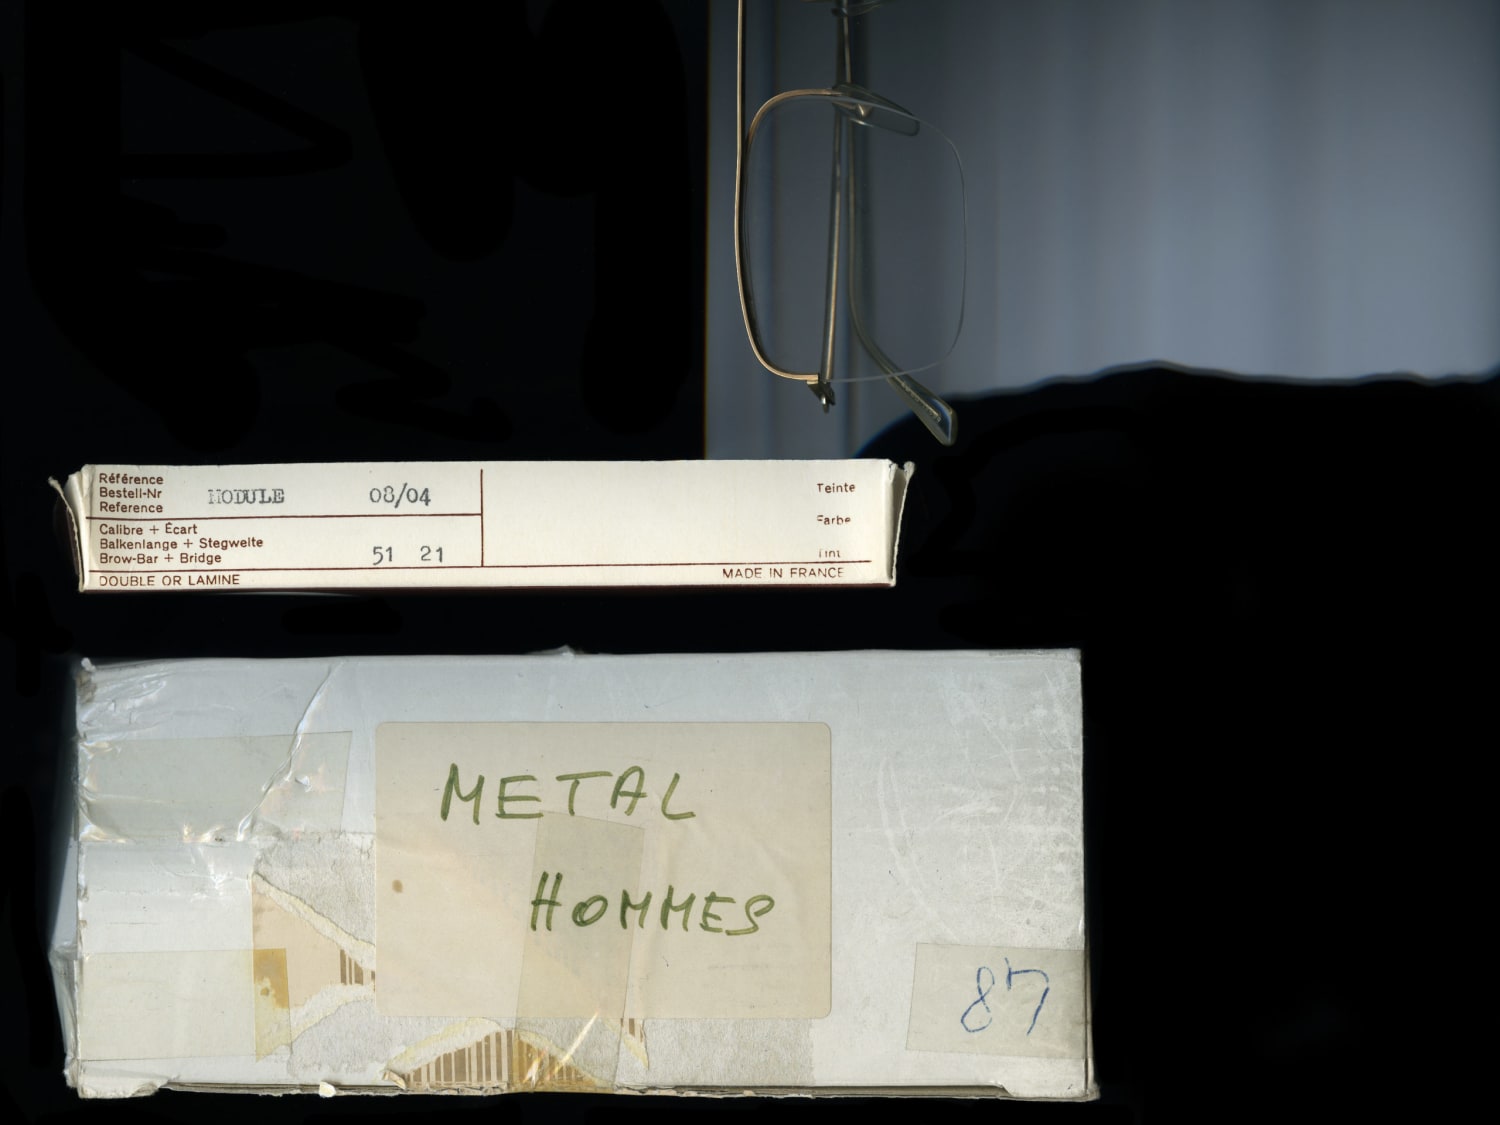 Référence
Bestell-Nr
Reference
MODULE 08/04
Calibre + Écart
Balkenlange + Stegweite
Brow-Bar + Bridge
51 21
DOUBLE OR LAMINE
Teinte
Farbe
Tint
MADE IN FRANCE
METAL
HOMMES
87